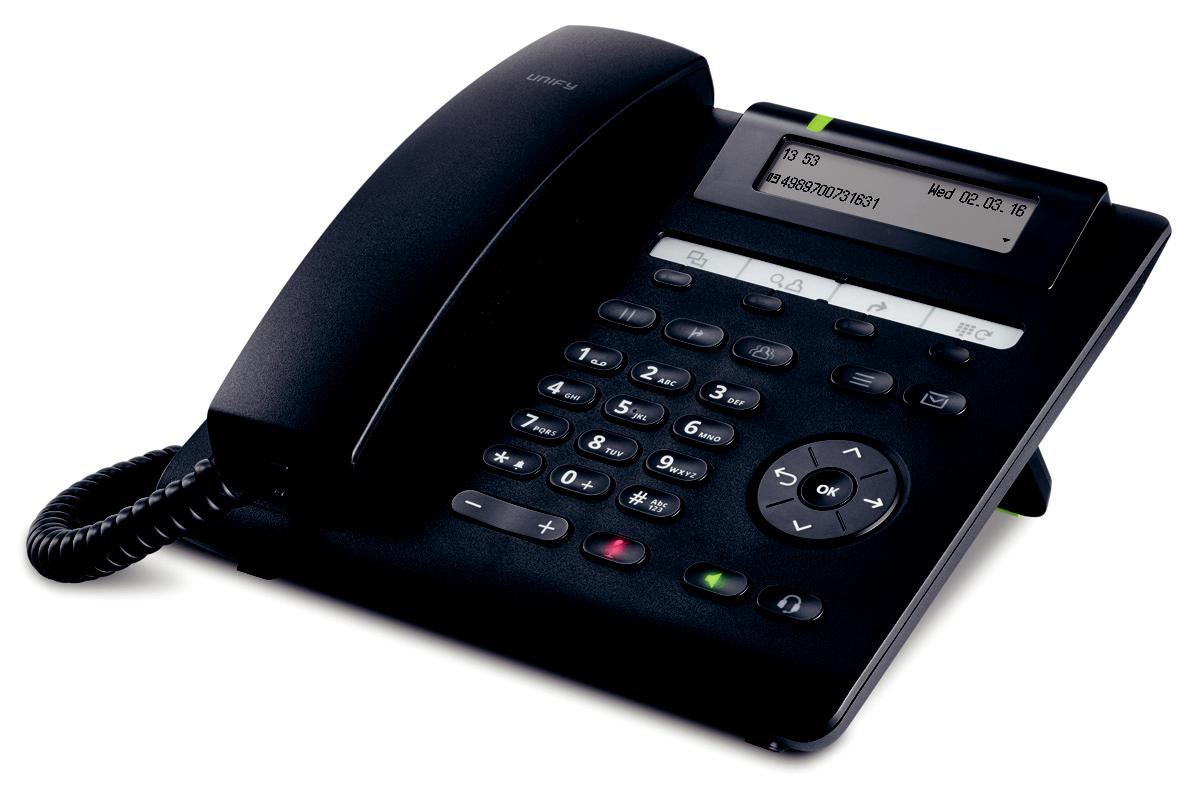 unify
13 53
Wed 02.03.16
4989700731631
1
2 ABC
3 DEF
4 GHI
5 JKL
6 MNO
7 PQRS
8 TUV
9 WXYZ
*
0 +
# Abc 123
- +
OK